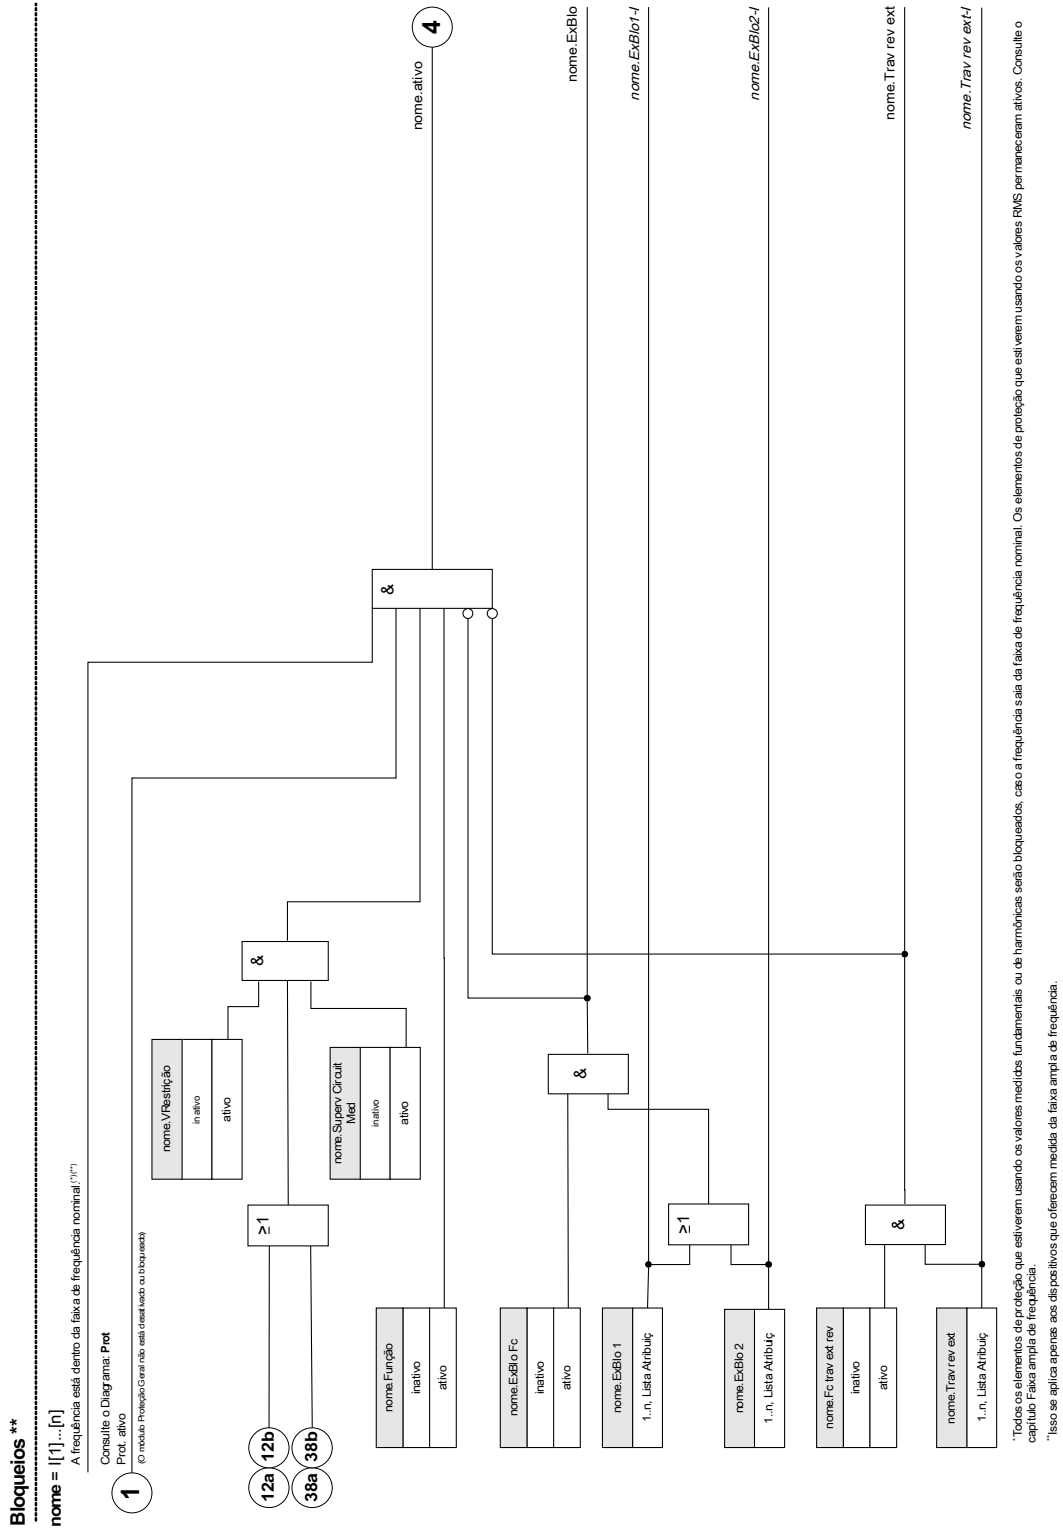 Bloqueios **
nome = I[1]...[n]
A frequência está dentro da faixa de frequência nominal.(*)(**)
Consulte o Diagrama: Prot
Prot. ativo
1
(O módulo Proteção Geral não está desativado ou bloqueado)
nome.VRestrição
inativo
ativo
12a 12b
38a 38b
≥1
&
nome.Superv Circuit
Med
inativo
ativo
nome.Função
inativo
ativo
&
nome.ativo
4
nome.ExBlo Fc
inativo
ativo
&
nome.ExBlo
nome.ExBlo 1
1..n, Lista Atribuiç
nome.ExBlo1-I
≥1
nome.ExBlo 2
1..n, Lista Atribuiç
nome.ExBlo2-I
nome.Fc trav ext rev
inativo
ativo
&
nome.Trav rev ext
nome.Trav rev ext
1..n, Lista Atribuiç
nome.Trav rev ext-I
*Todos os elementos de proteção que estiverem usando os valores medidos fundamentais ou de harmônicas serão bloqueados, caso a frequência saia da faixa de frequência nominal. Os elementos de proteção que estiverem usando os valores RMS permaneceram ativos. Consulte o
capítulo Faixa ampla de frequência.
**Isso se aplica apenas aos dispositivos que oferecem medida da faixa ampla de frequência.